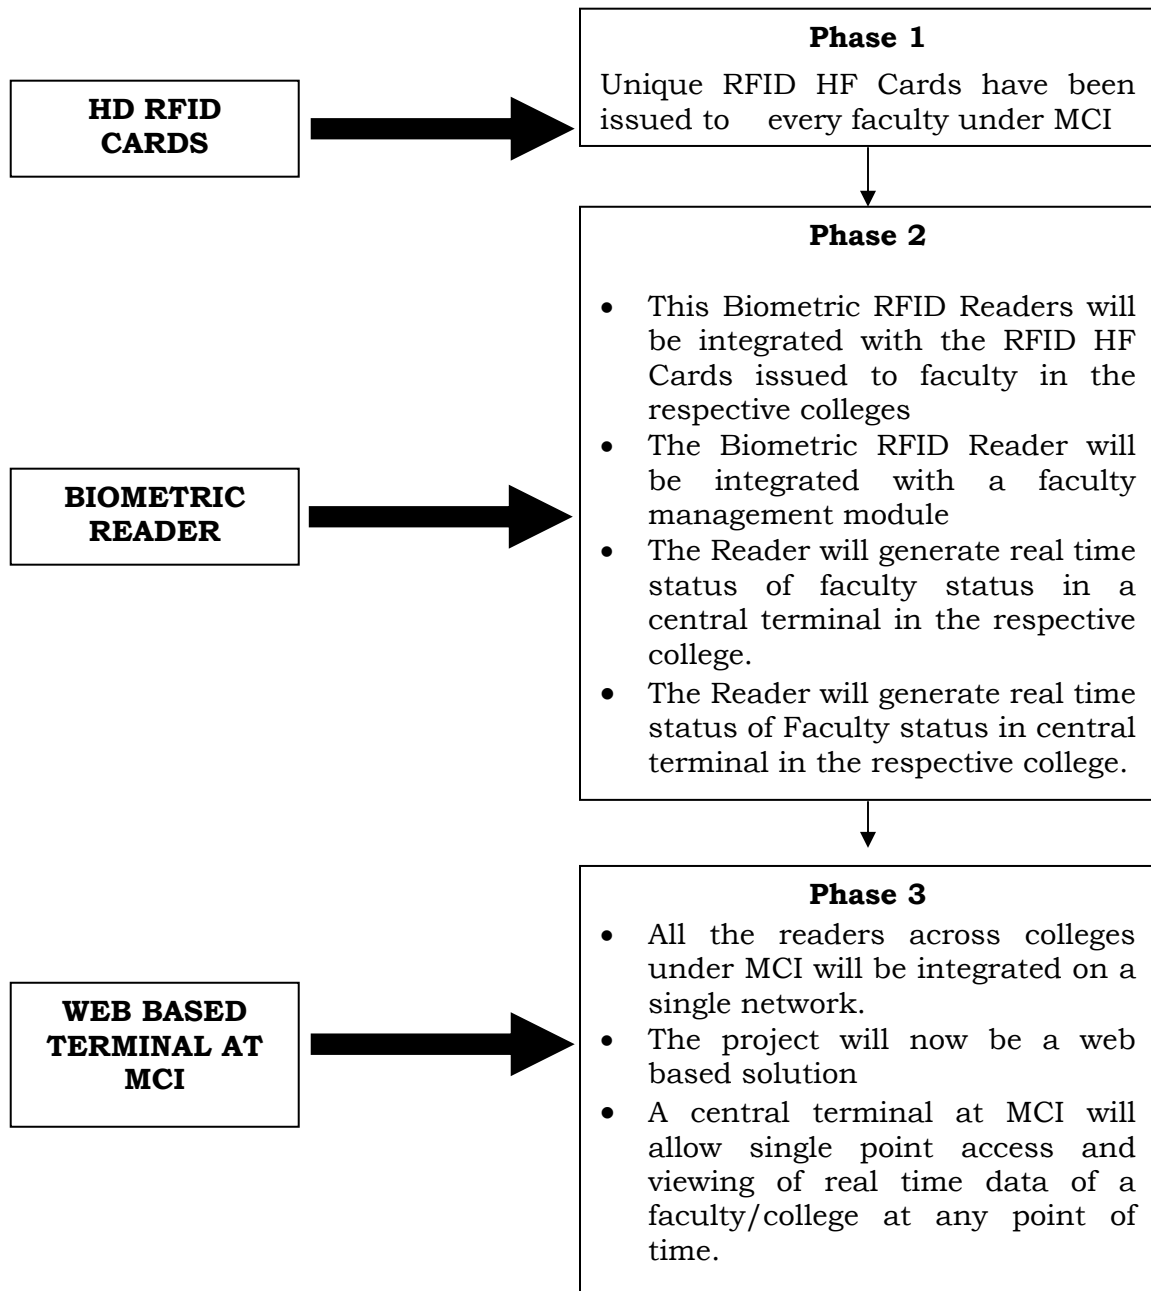 Phase 1
Unique RFID HF Cards have been
issued to every faculty under MCI
HD RFID
CARDS
Phase 2
• This Biometric RFID Readers will
be integrated with the RFID HF
Cards issued to faculty in the
respective colleges
• The Biometric RFID Reader will
be integrated with a faculty
management module
• The Reader will generate real time
status of faculty status in a
central terminal in the respective
college.
• The Reader will generate real time
status of Faculty status in central
terminal in the respective college.
BIOMETRIC
READER
Phase 3
• All the readers across colleges
under MCI will be integrated on a
single network.
• The project will now be a web
based solution
• A central terminal at MCI will
allow single point access and
viewing of real time data of a
faculty/college at any point of
time.
WEB BASED
TERMINAL AT
MCI